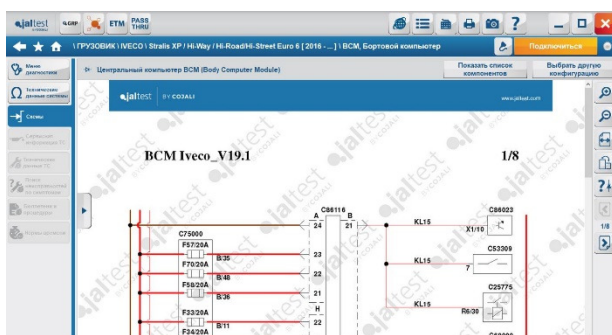 jaltest
GRP
ETM
PASS
THRU
?
\ ГРУЗОВИК \ IVECO \ Stralis XP / Hi-Way / Hi-Road/Hi-Street Euro 6 [ 2016 - ... ] \ BCM, Бортовой компьютер
Подключиться
Меню
диагностики
Центральный компьютер BCM (Body Computer Module)
Показать список
компонентов
Выбрать другую
конфигурацию
Технические
данные системы
jaltest BY COJALI
www.jaltest.com
Схемы
BCM Iveco_V19.1
1/8
C86116
A B
24 21
KL15
C86023
X1/10
C75000
F57/20A
B/35
23
F70/20A
B/48
22
KL15
C53309
7
F58/20A
B/36
21
H
KL15
C25775
R6/30
F33/20A
B/11
22
F34/20A
1/8